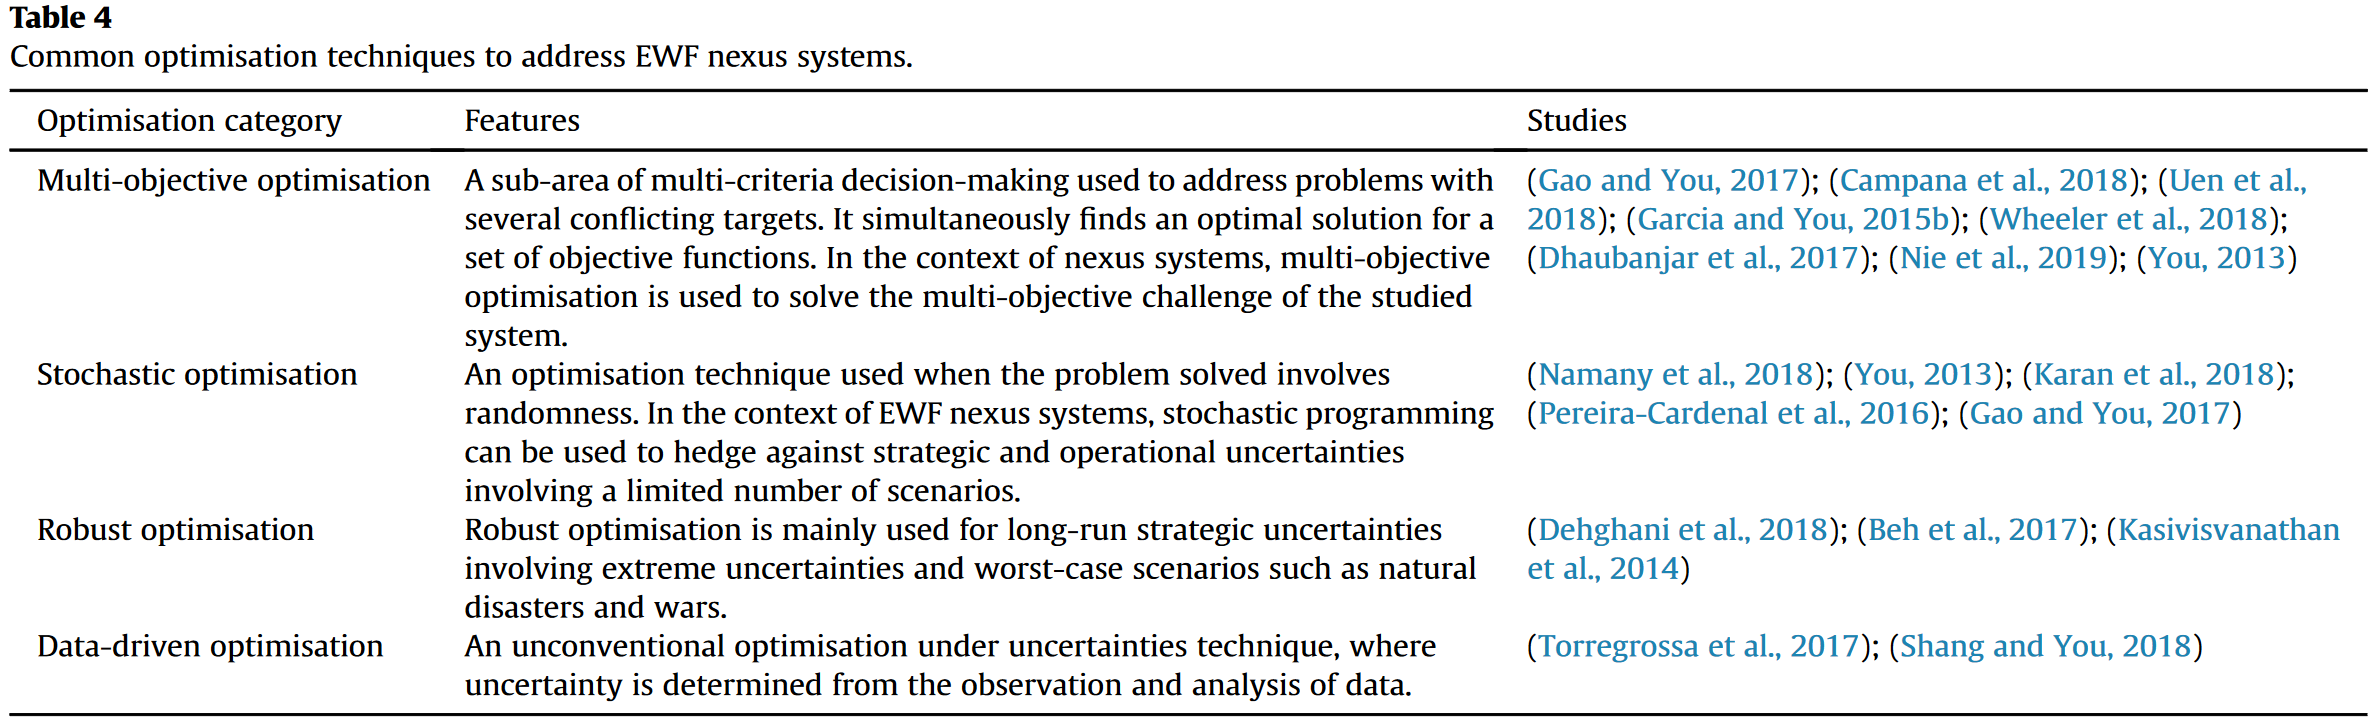 Table 4
Common optimisation techniques to address EWF nexus systems.
Optimisation category Features Studies
Multi-objective optimisation A sub-area of multi-criteria decision-making used to address problems with (Gao and You, 2017); (Campana et al., 2018); (Uen et al.,
several conflicting targets. It simultaneously finds an optimal solution for a 2018); (Garcia and You, 2015b); (Wheeler et al., 2018);
set of objective functions. In the context of nexus systems, multi-objective (Dhaubanjar et al., 2017); (Nie et al., 2019); (You, 2013)
optimisation is used to solve the multi-objective challenge of the studied
system.
Stochastic optimisation An optimisation technique used when the problem solved involves (Namany et al., 2018); (You, 2013); (Karan et al., 2018);
randomness. In the context of EWF nexus systems, stochastic programming (Pereira-Cardenal et al., 2016); (Gao and You, 2017)
can be used to hedge against strategic and operational uncertainties
involving a limited number of scenarios.
Robust optimisation Robust optimisation is mainly used for long-run strategic uncertainties (Dehghani et al., 2018); (Beh et al., 2017); (Kasivisvanathan
involving extreme uncertainties and worst-case scenarios such as natural et al., 2014)
disasters and wars.
Data-driven optimisation An unconventional optimisation under uncertainties technique, where (Torregrossa et al., 2017); (Shang and You, 2018)
uncertainty is determined from the observation and analysis of data.